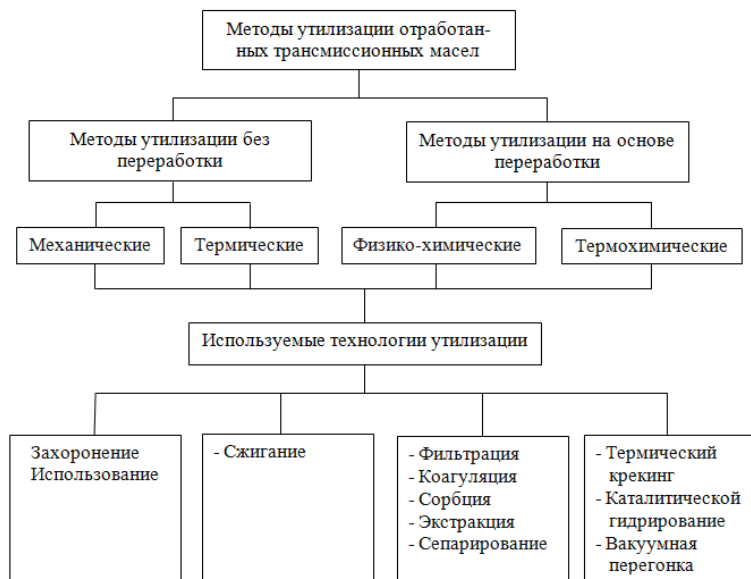 Методы утилизации отработан-
ных трансмиссионных масел
Методы утилизации без
переработки
Методы утилизации на основе
переработки
Механические
Термические
Физико-химические
Термохимические
Используемые технологии утилизации
Захоронение
Использование
- Сжигание
- Фильтрация
- Коагуляция
- Сорбция
- Экстракция
- Сепарирование
- Термический
крекинг
- Каталитической
гидрирование
- Вакуумная
перегонка